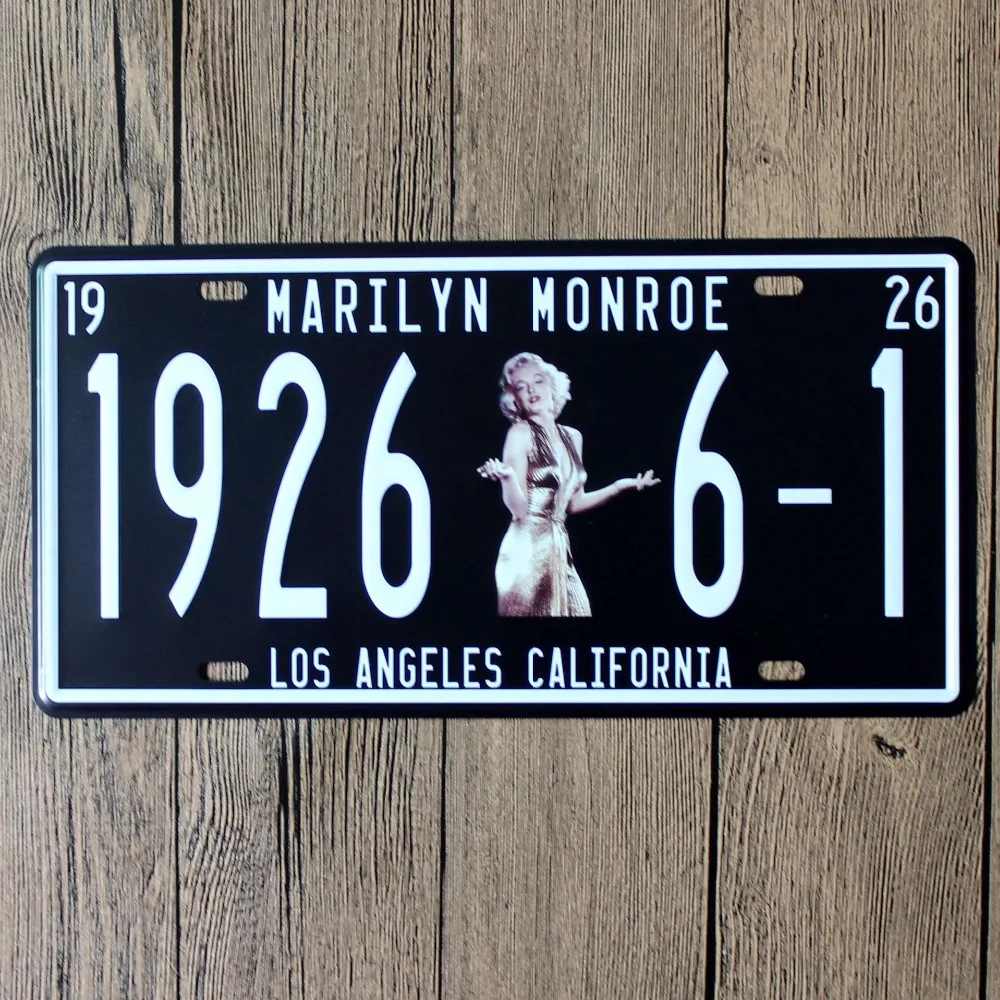 19 MARILYN MONROE 26
1926 6-1
LOS ANGELES CALIFORNIA